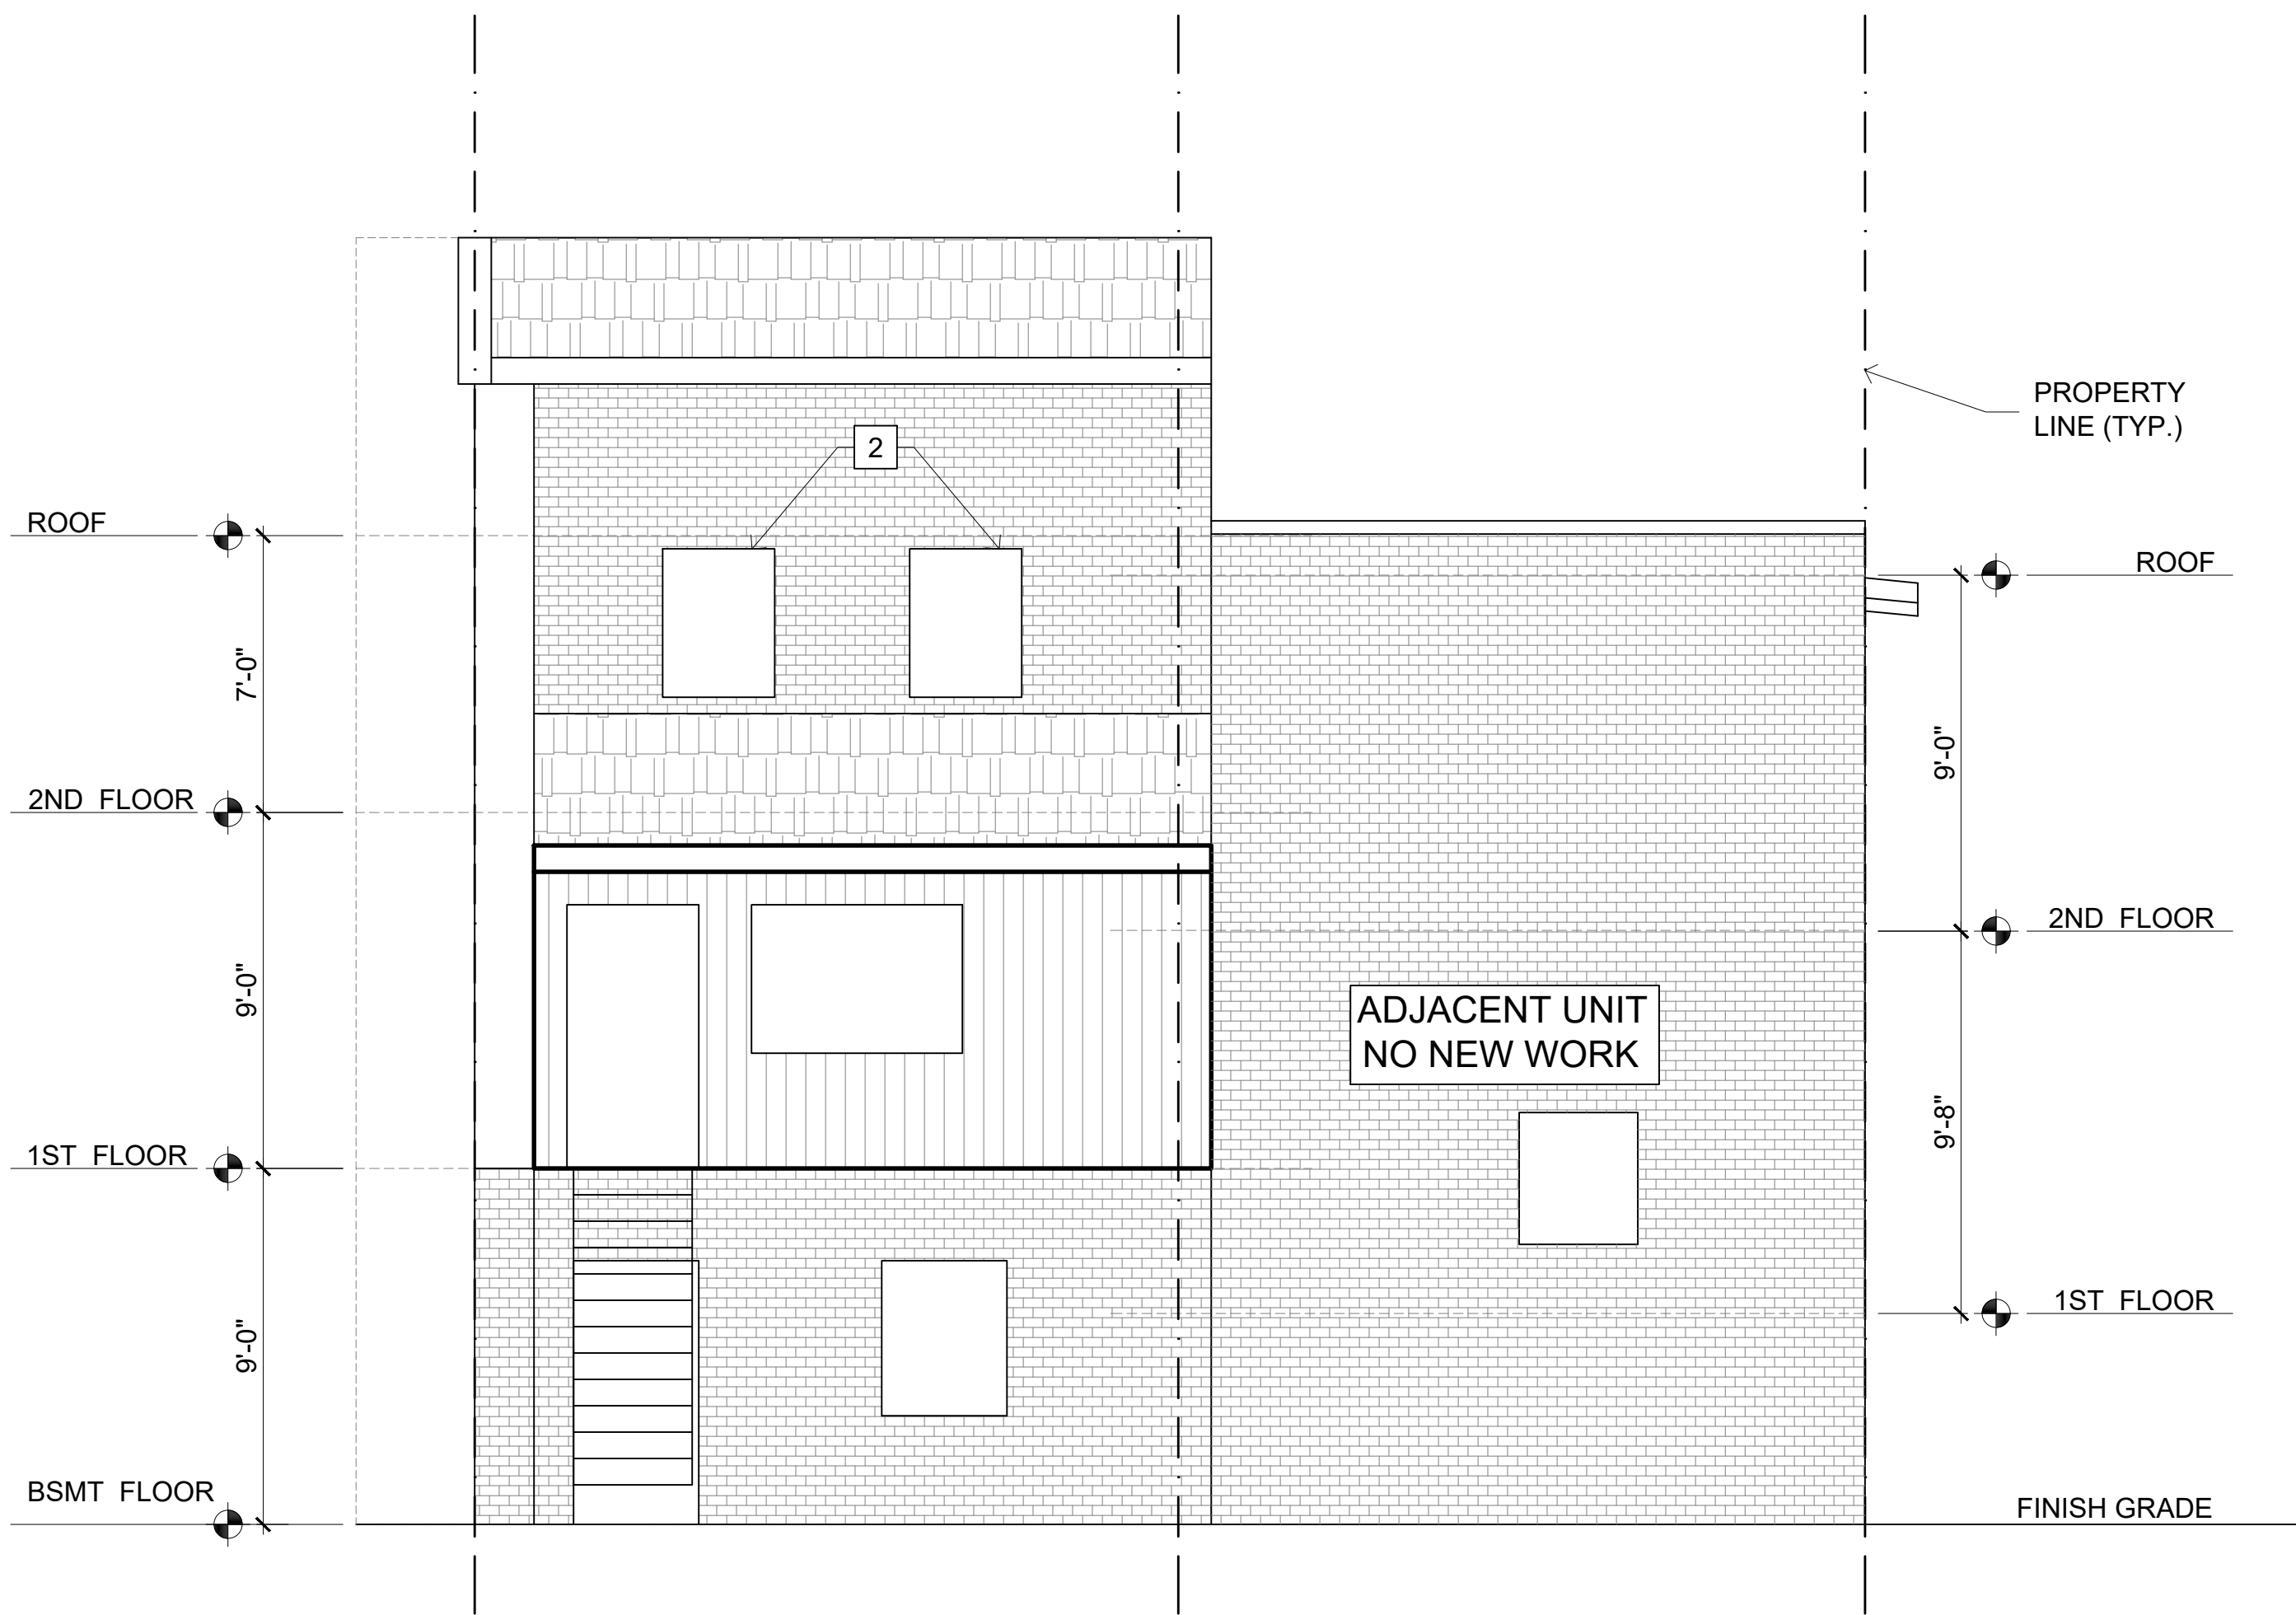 2
PROPERTY
LINE (TYP.)
ROOF
ROOF
7'-0"
9'-0"
2ND FLOOR
2ND FLOOR
9'-0"
ADJACENT UNIT
NO NEW WORK
9'-8"
1ST FLOOR
1ST FLOOR
9'-0"
BSMT FLOOR
FINISH GRADE